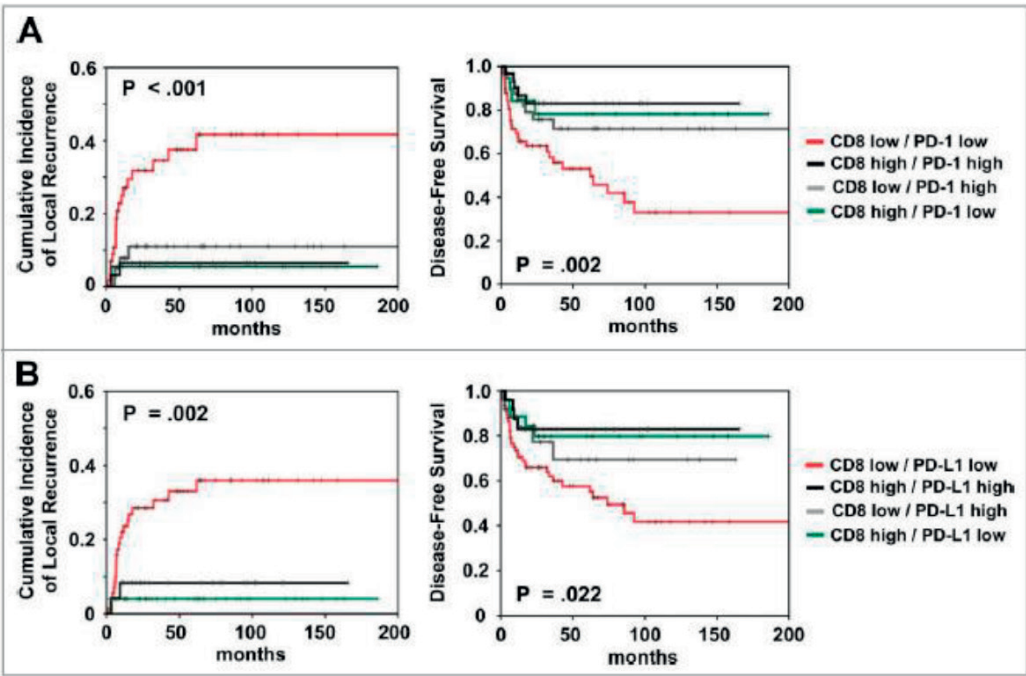 A
Cumulative Incidence
of Local Recurrence
0.6
0.4
0.2
0
P < .001
0 50 100 150 200
months
Disease-Free Survival
1.0
0.8
0.6
0.4
0.2
0
P = .002
0 50 100 150 200
months
CD8 low / PD-1 low
CD8 high / PD-1 high
CD8 low / PD-1 high
CD8 high / PD-1 low
B
Cumulative Incidence
of Local Recurrence
0.6
0.4
0.2
0
P = .002
0 50 100 150 200
months
Disease-Free Survival
1.0
0.8
0.6
0.4
0.2
0
P = .022
0 50 100 150 200
months
CD8 low / PD-L1 low
CD8 high / PD-L1 high
CD8 low / PD-L1 high
CD8 high / PD-L1 low